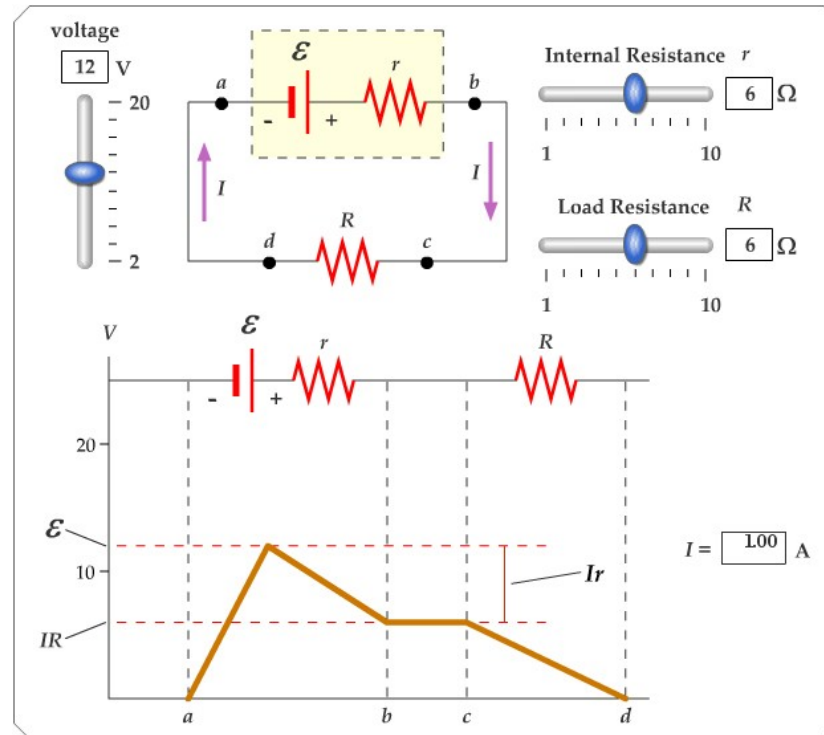 voltage
12 V
20
2
ε
r
a
b
- +
I
I
R
d
c
Internal Resistance r
6 Ω
1 10
Load Resistance R
6 Ω
1 10
V
ε
r
R
- +
20
ε
10
Ir
I = 1.00 A
IR
a b c d